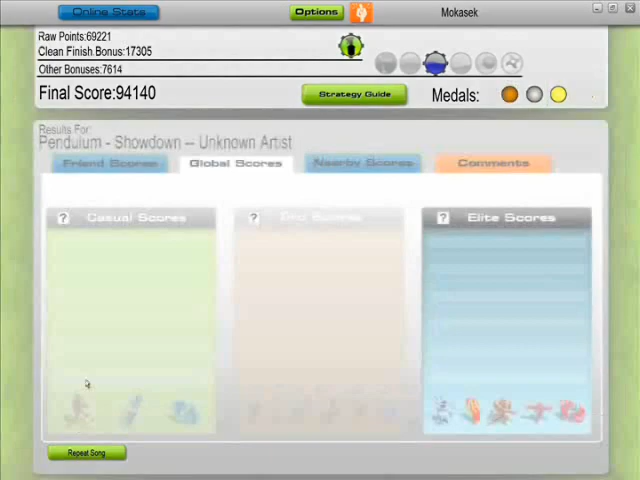 Online Stats
Options
Mokasek
Raw Points:69221
Clean Finish Bonus:17305
Other Bonuses:7614
Final Score:94140
Strategy Guide
Medals:
Results For:
Pendulum - Showdown -- Unknown Artist
Friend Scores
Global Scores
Nearby Scores
Comments
? Casual Scores
? Pro Scores
? Elite Scores
Repeat Song